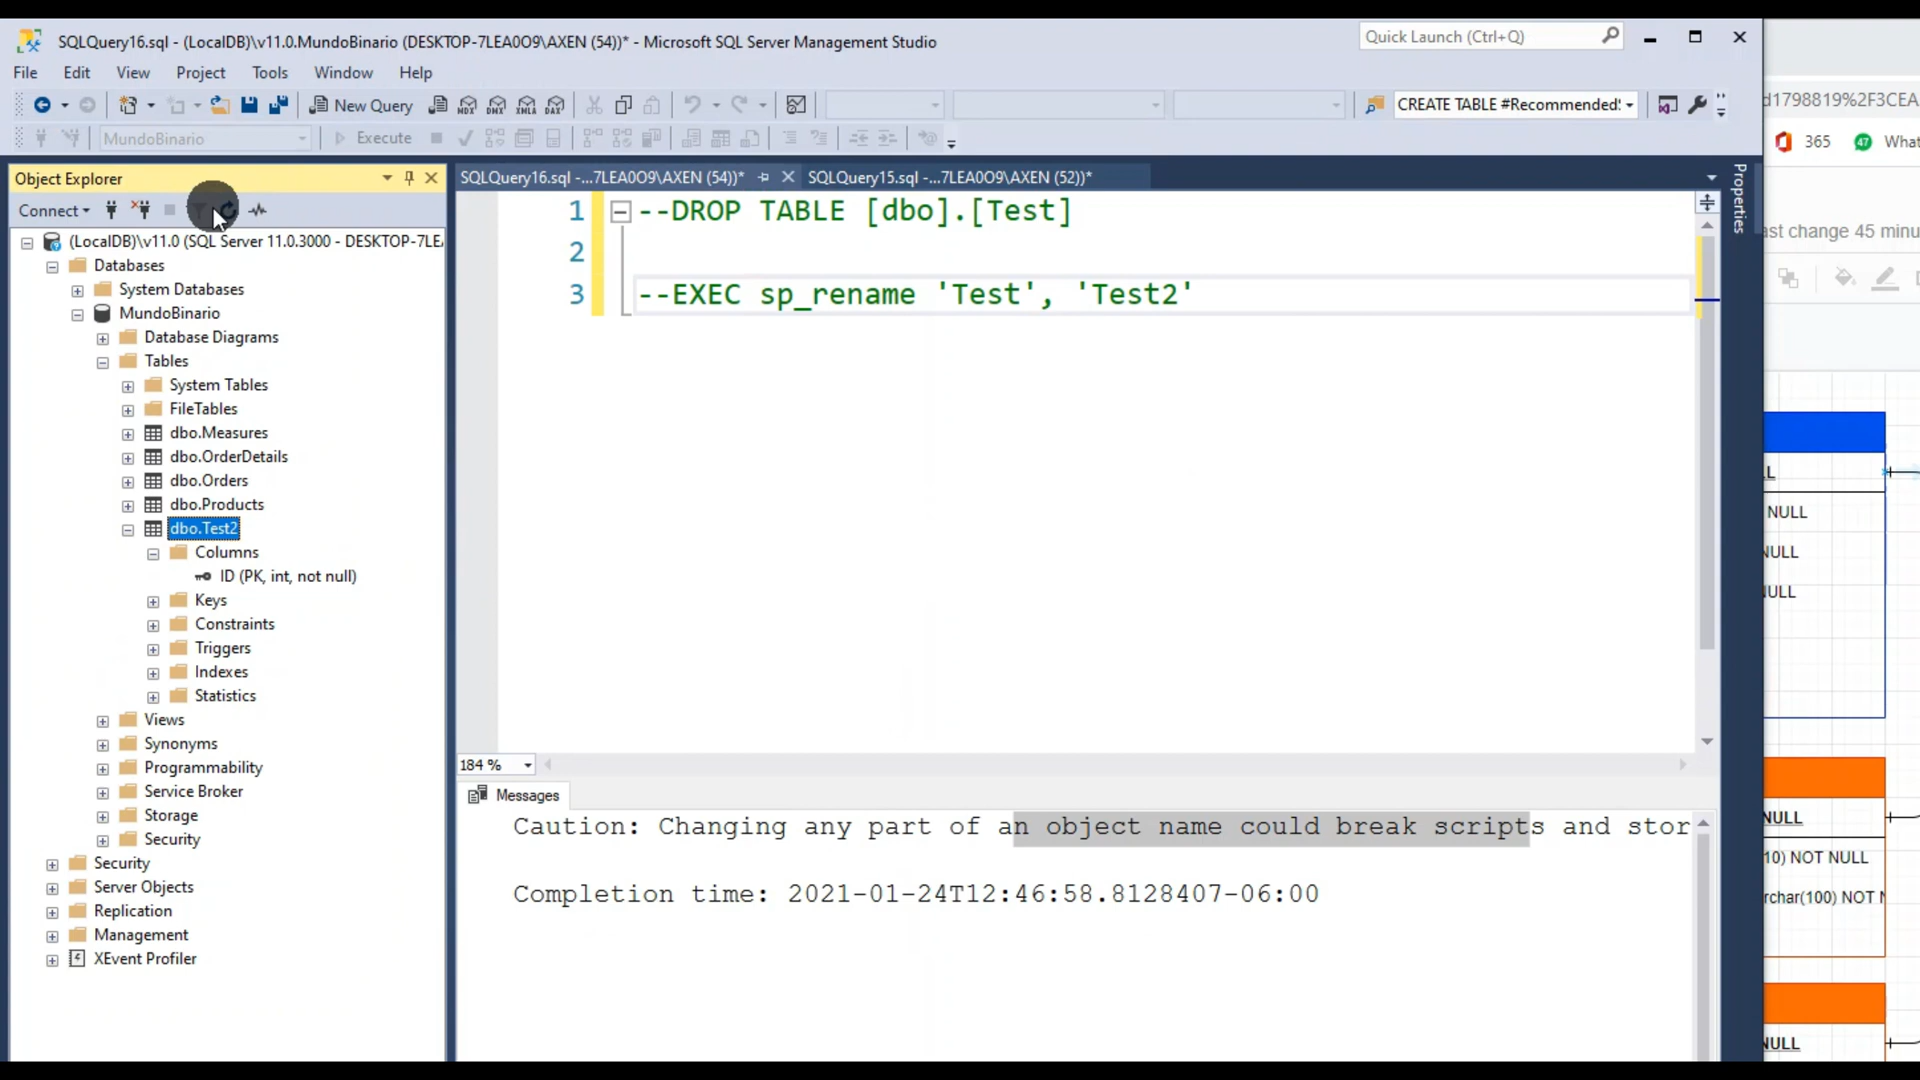 SQLQuery16.sql - (LocalDB)\v11.0.MundoBinario (DESKTOP-7LEA0O9\AXEN (54))* - Microsoft SQL Server Management Studio
Quick Launch (Ctrl+Q)
File Edit View Project Tools Window Help
New Query MDX DMX XMLA DAX CREATE TABLE #Recommended
MundoBinario Execute
Object Explorer
SQLQuery16.sql -...7LEA0O9\AXEN (54))* SQLQuery15.sql -...7LEA0O9\AXEN (52))*
Properties
Connect
(LocalDB)\v11.0 (SQL Server 11.0.3000 - DESKTOP-7LE
Databases
System Databases
MundoBinario
Database Diagrams
Tables
System Tables
FileTables
dbo.Measures
dbo.OrderDetails
dbo.Orders
dbo.Products
dbo.Test2
Columns
ID (PK, int, not null)
Keys
Constraints
Triggers
Indexes
Statistics
Views
Synonyms
Programmability
Service Broker
Storage
Security
Security
Server Objects
Replication
Management
XEvent Profiler
1 --DROP TABLE [dbo].[Test]
2
3 --EXEC sp_rename 'Test', 'Test2'
184 %
Messages
Caution: Changing any part of an object name could break scripts and stor
Completion time: 2021-01-24T12:46:58.8128407-06:00
d1798819%2F3CEA
365 47 What
ast change 45 minu
NULL
NULL
10) NOT NULL
rchar(100) NOT N
NULL